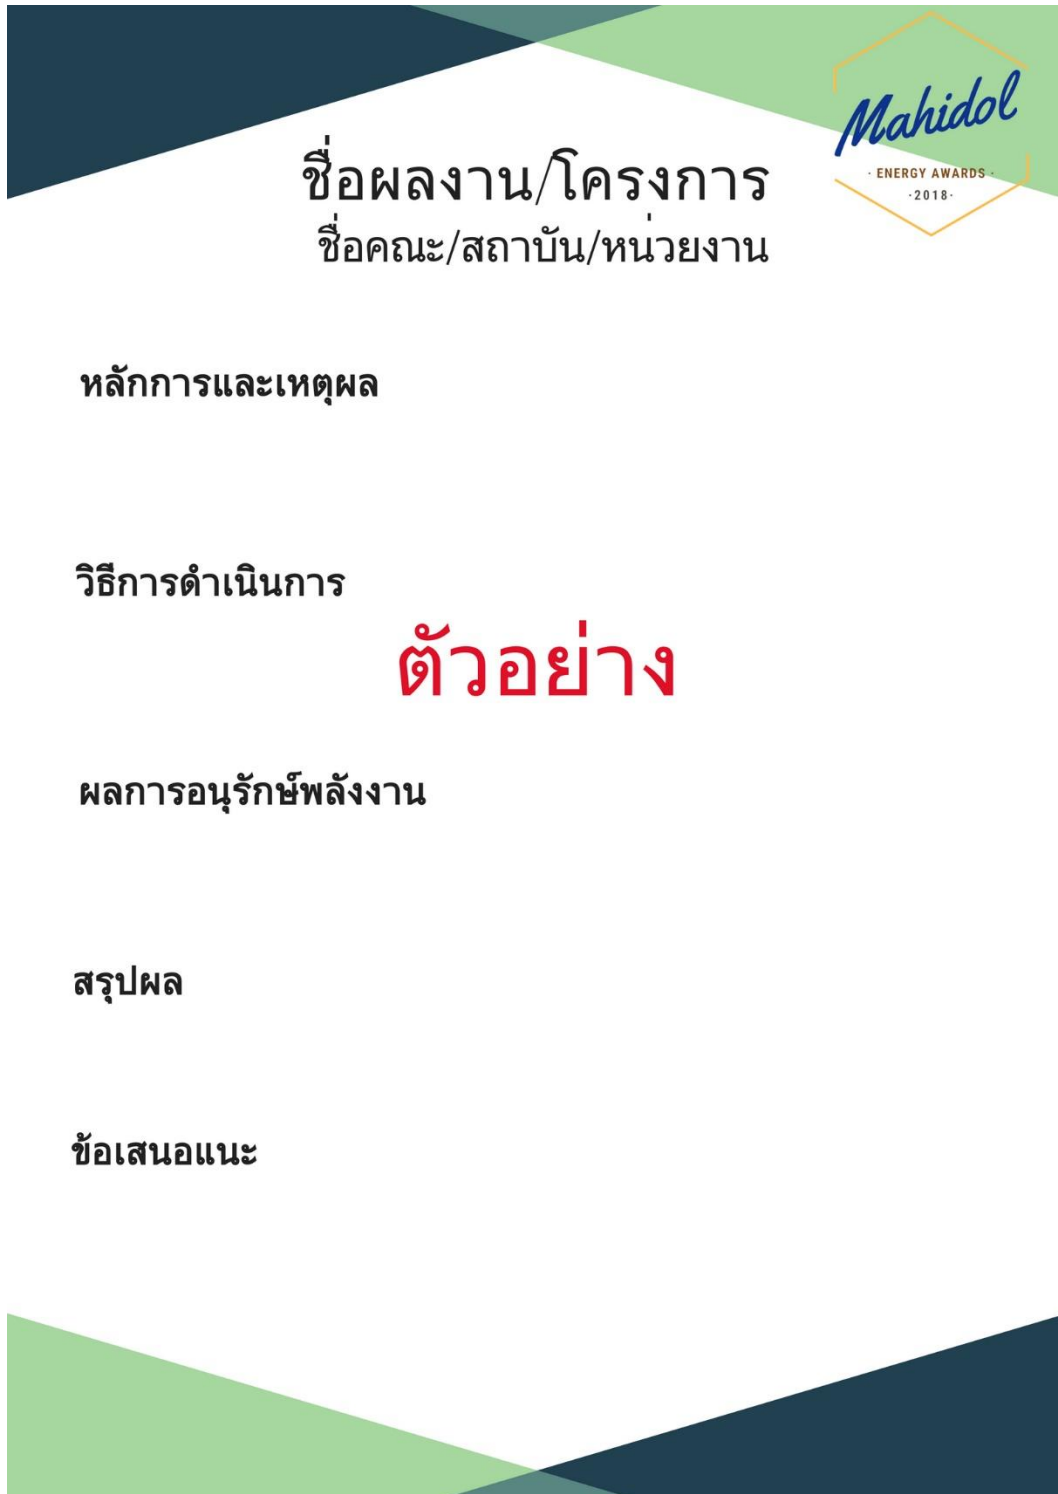 Mahidol
· ENERGY AWARDS ·
·2018·
ชื่อผลงาน/โครงการ
ชื่อคณะ/สถาบัน/หน่วยงาน
หลักการและเหตุผล
วิธีการดำเนินการ
ตัวอย่าง
ผลการอนุรักษ์พลังงาน
สรุปผล
ข้อเสนอแนะ